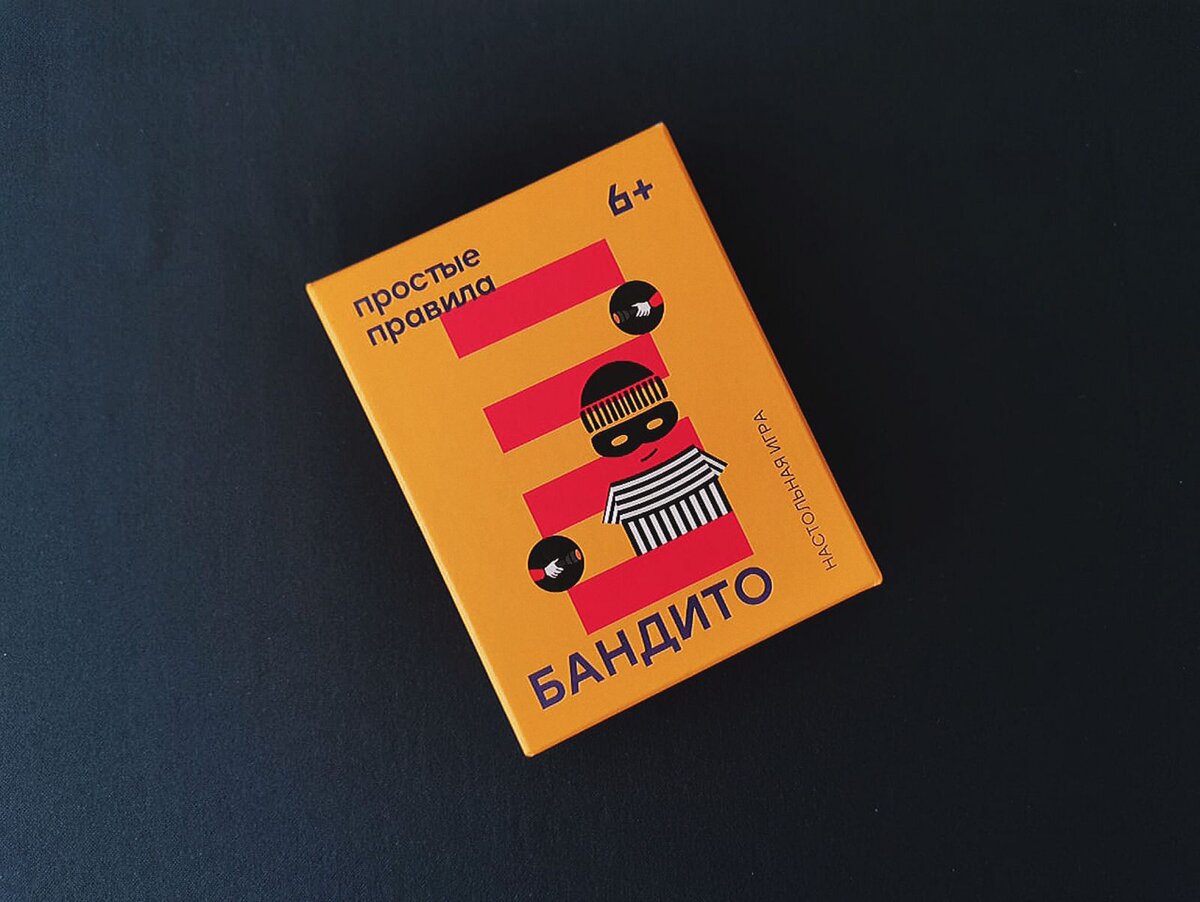 простые
правила
6+
НАСТОЛЬНАЯ ИГРА
БАНДИТО